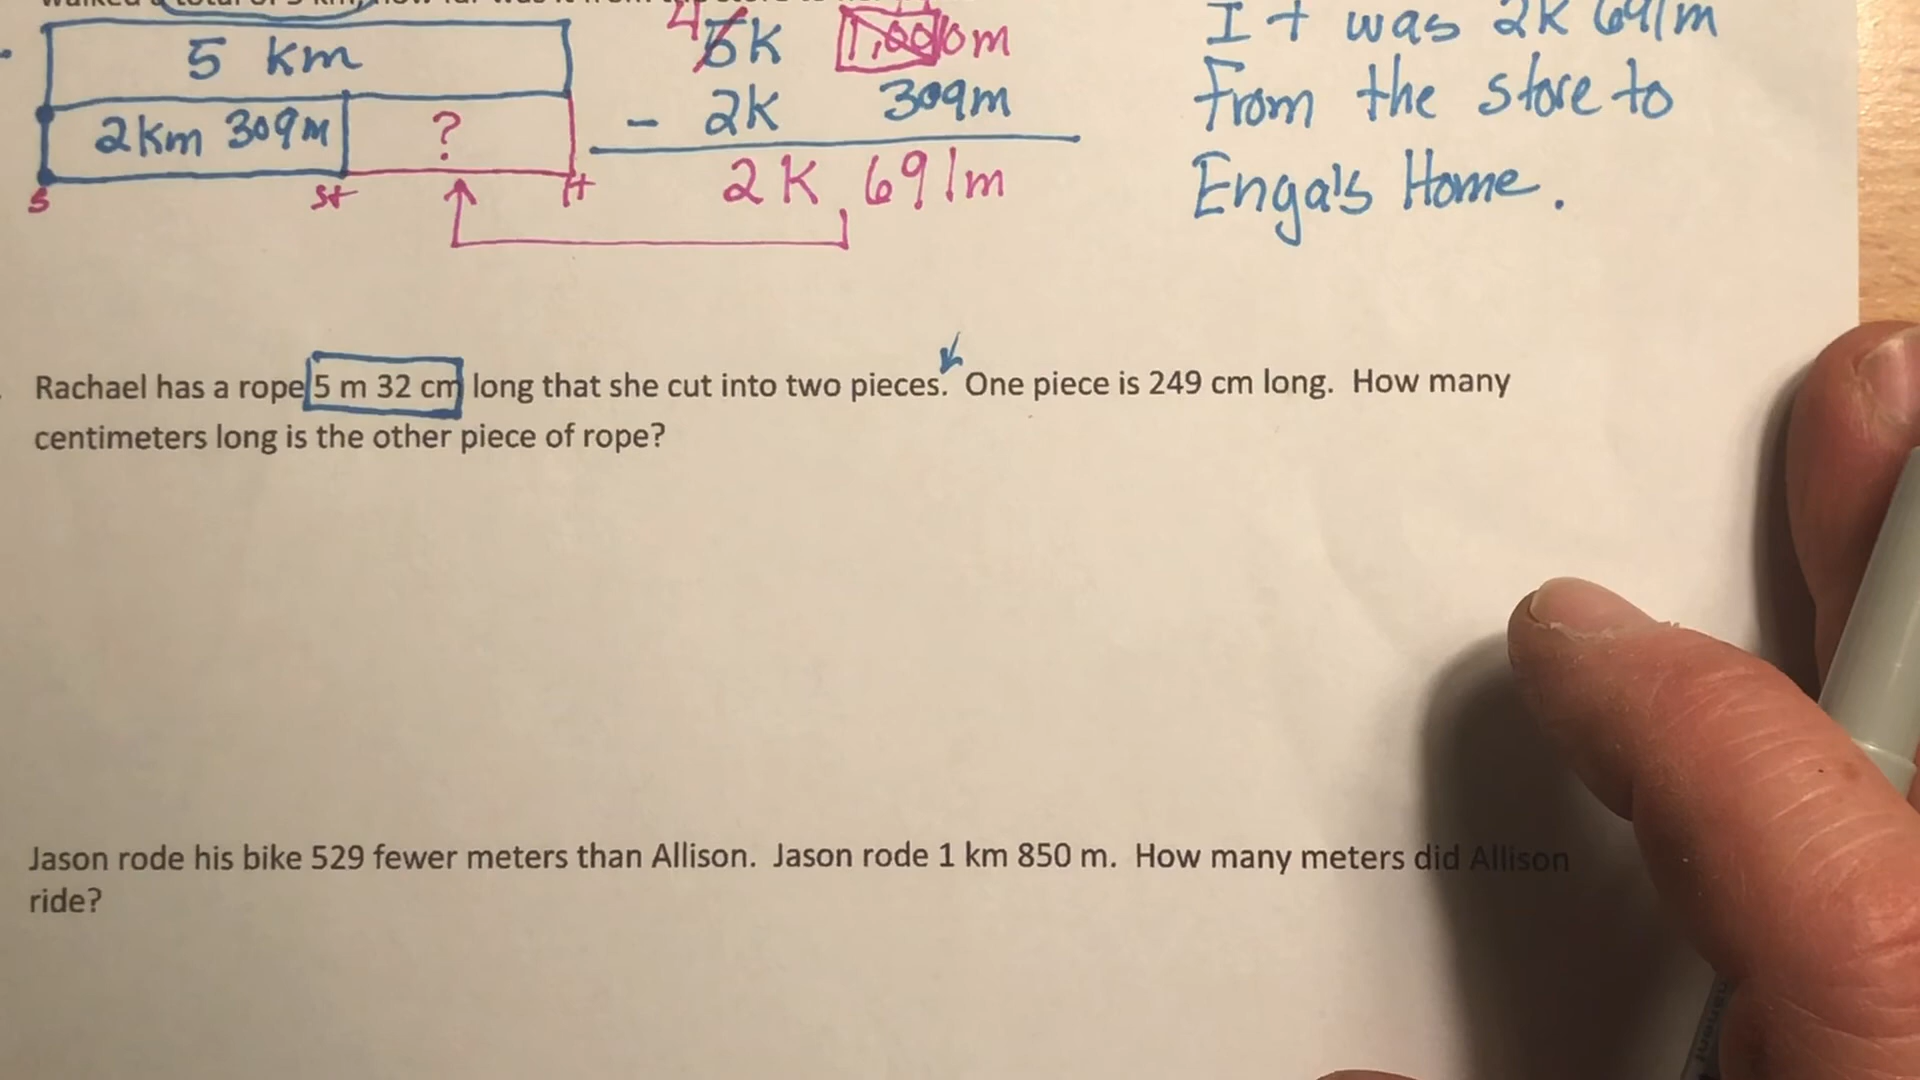 5 km
2km 309m ?
S St H
4 5k 1,000m
- 2k 309m
2k 691m
It was 2k 691m
from the store to
Enga's Home.
Rachael has a rope 5 m 32 cm long that she cut into two pieces. One piece is 249 cm long. How many
centimeters long is the other piece of rope?
Jason rode his bike 529 fewer meters than Allison. Jason rode 1 km 850 m. How many meters did Allison
ride?